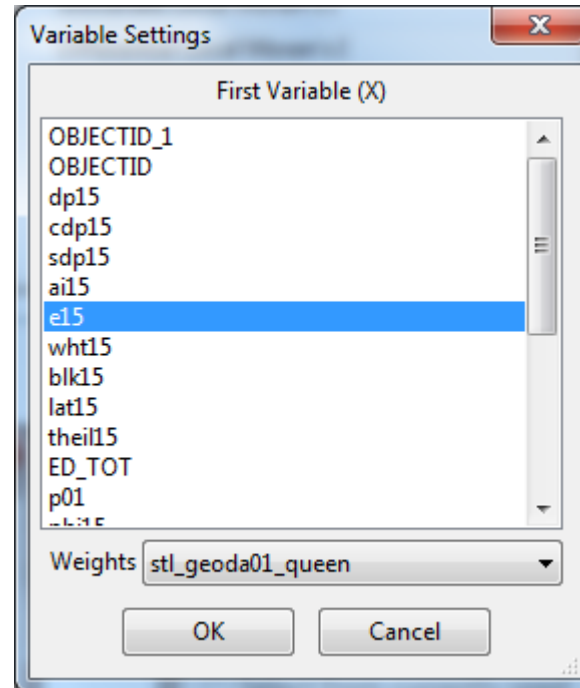 Variable Settings
First Variable (X)
OBJECTID_1
OBJECTID
dp15
cdp15
sdp15
ai15
e15
wht15
blk15
lat15
theil15
ED_TOT
p01
Weights stl_geoda01_queen
OK Cancel